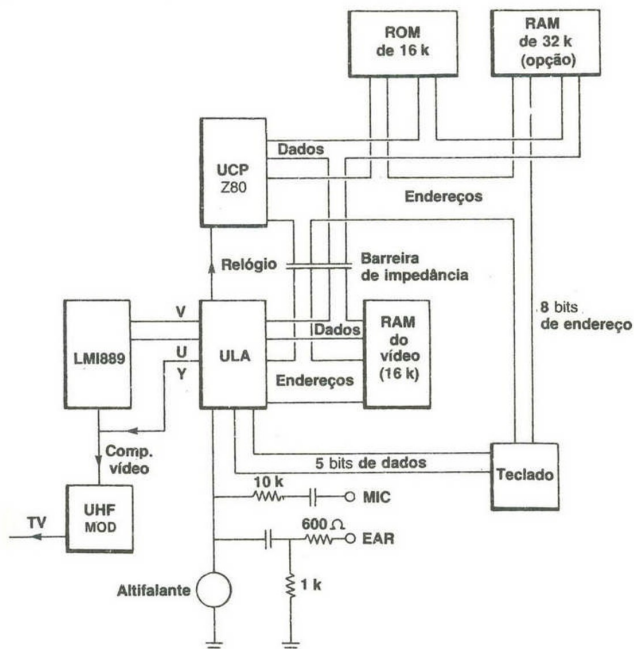 ROM
de 16 k
RAM
de 32 k
(opção)
UCP
Z80
Dados
Endereços
Relógio
Barreira
de impedância
8 bits
de endereço
LMI889
V
U
Y
ULA
Dados
Endereços
RAM
do
vídeo
(16 k)
Comp.
vídeo
5 bits de dados
Teclado
UHF
MOD
TV
10 k
MIC
600 Ω
EAR
1 k
Altifalante